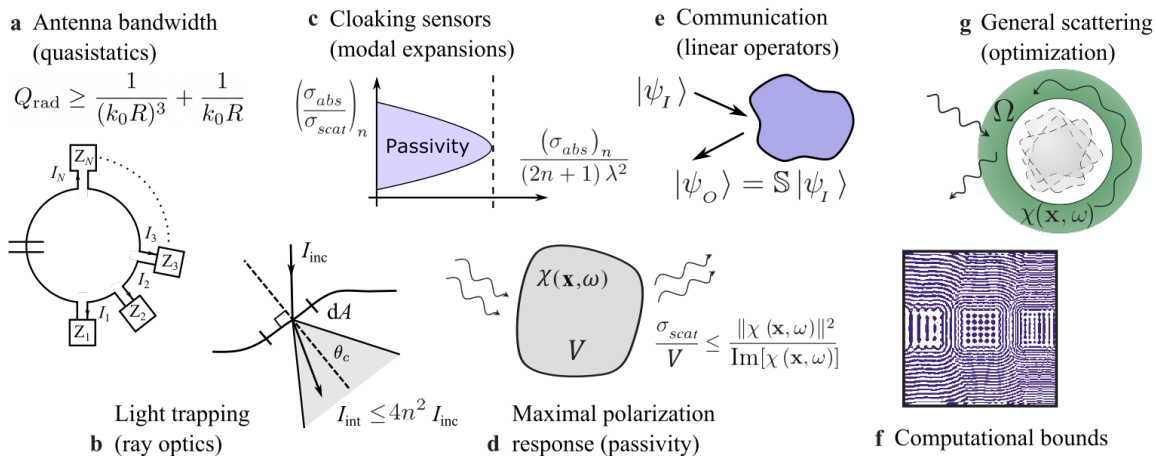 a Antenna bandwidth
(quasistatics)
Q_rad ≥ 1/(k_0R)^3 + 1/k_0R
Z_N
I_N
I_3
Z_3
I_2
Z_2
I_1
Z_1
I_inc
dA
θ_c
I_int ≤4n^2 I_inc
Light trapping
b (ray optics)
c Cloaking sensors
(modal expansions)
(σ_abs/σ_scat)_n
Passivity
(σ_abs)_n/(2n+1)λ^2
χ(x,ω)
V
σ_scat/V ≤ ‖χ(x,ω)‖^2/Im[χ(x,ω)]
Maximal polarization
d response (passivity)
e Communication
(linear operators)
|ψ_I⟩
|ψ_O⟩ = 𝕊|ψ_I⟩
g General scattering
(optimization)
Ω
χ(x,ω)
f Computational bounds